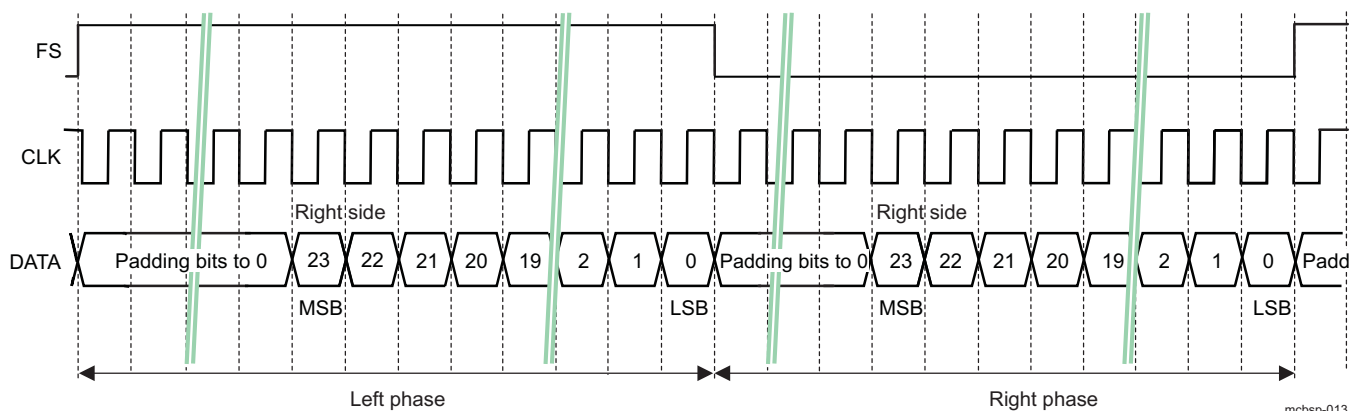 FS
CLK
Right side Right side
DATA Padding bits to 0 23 22 21 20 19 2 1 0 Padding bits to 0 23 22 21 20 19 2 1 0 Padd
MSB LSB MSB LSB
Left phase Right phase
mcbsp-013